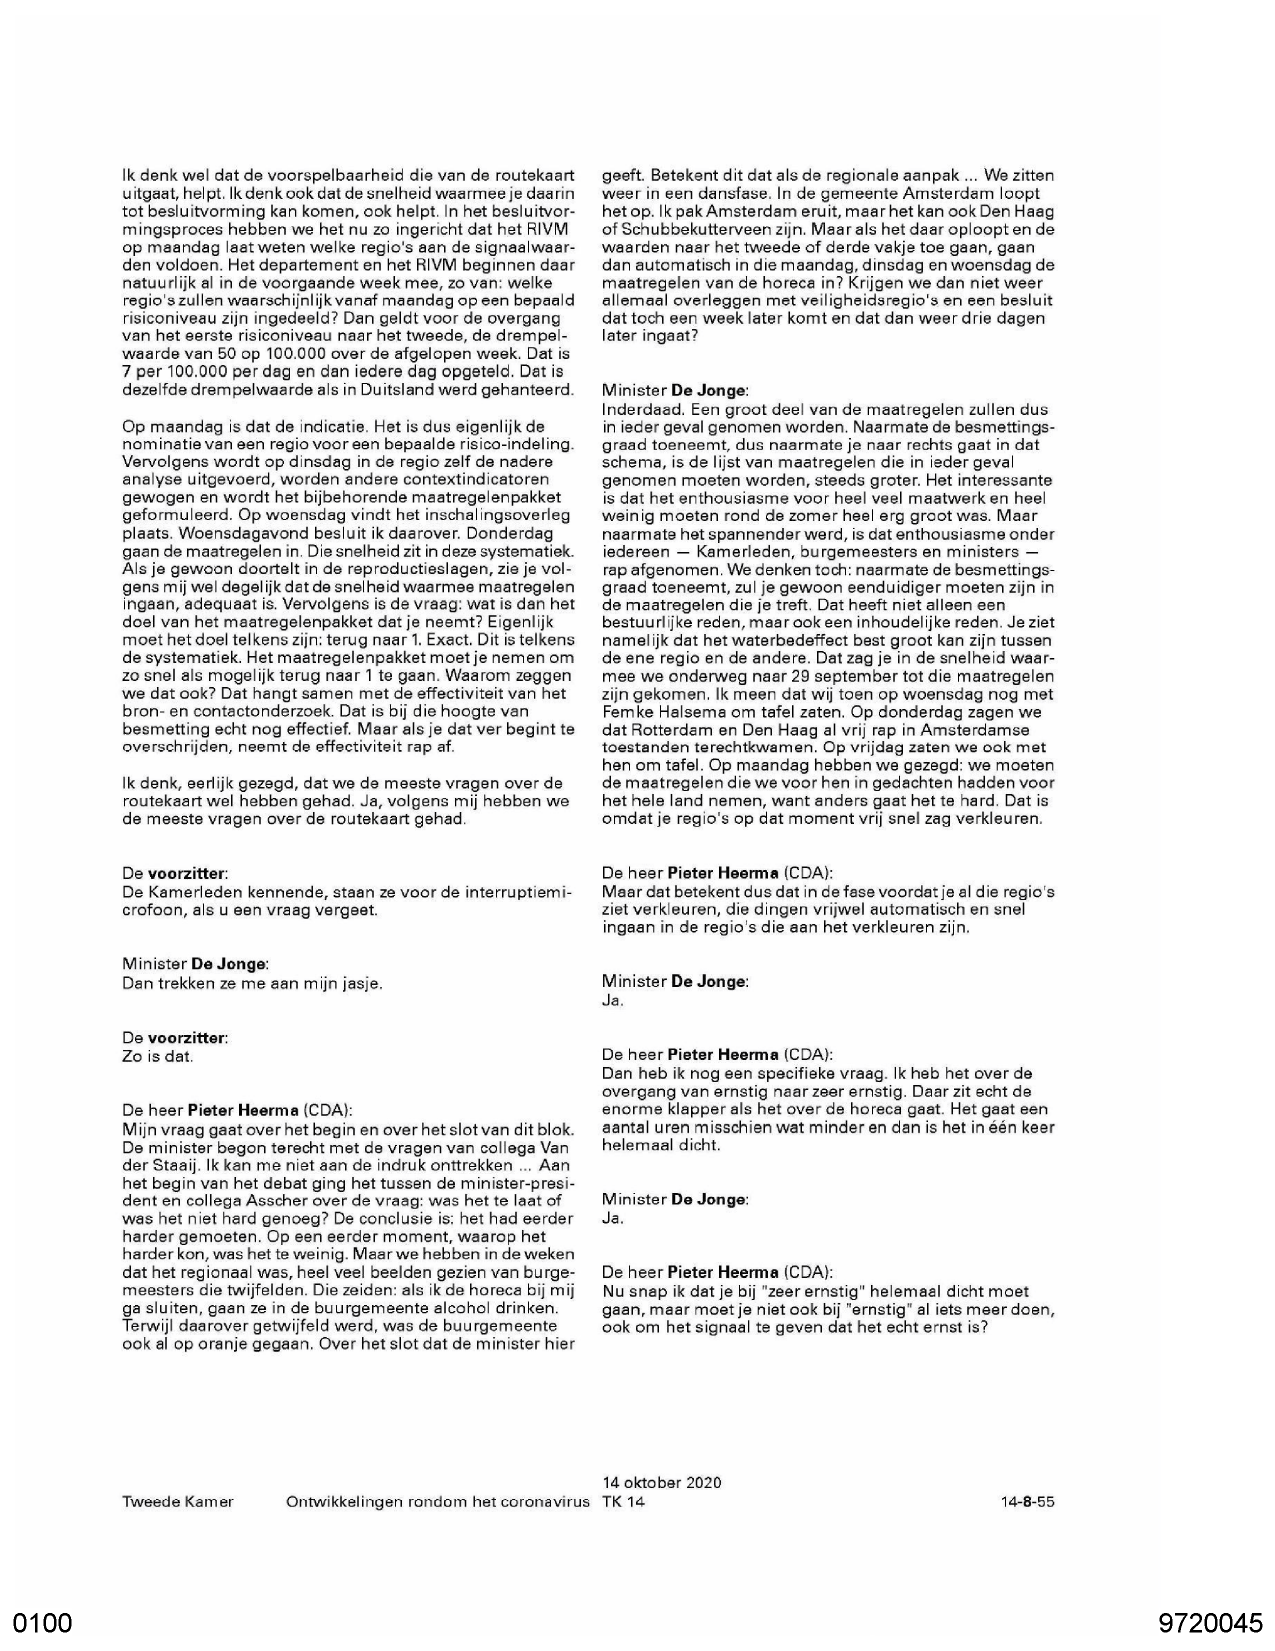 Ik denk wel dat de voorspelbaarheid die van de routekaart
uitgaat, helpt. Ik denk ook dat de snelheid waarmee je daarin
tot besluitvorming kan komen, ook helpt. In het besluitvor-
mingsproces hebben we het nu zo ingericht dat het RIVM
op maandag laat weten welke regio's aan de signaalwaar-
den voldoen. Het departement en het RIVM beginnen daar
natuurlijk al in de voorgaande week mee, zo van: welke
regio's zullen waarschijnlijk vanaf maandag op een bepaald
risiconiveau zijn ingedeeld? Dan geldt voor de overgang
van het eerste risiconiveau naar het tweede, de drempel-
waarde van 50 op 100.000 over de afgelopen week. Dat is
7 per 100.000 per dag en dan iedere dag opgeteld. Dat is
dezelfde drempelwaarde als in Duitsland werd gehanteerd.
Op maandag is dat de indicatie. Het is dus eigenlijk de
nominatie van een regio voor een bepaalde risico-indeling.
Vervolgens wordt op dinsdag in de regio zelf de nadere
analyse uitgevoerd, worden andere contextindicatoren
gewogen en wordt het bijbehorende maatregelenpakket
geformuleerd. Op woensdag vindt het inschalingsoverleg
plaats. Woensdagavond besluit ik daarover. Donderdag
gaan de maatregelen in. Die snelheid zit in deze systematiek.
Als je gewoon doortelt in de reproductieslagen, zie je vol-
gens mij wel degelijk dat de snelheid waarmee maatregelen
ingaan, adequaat is. Vervolgens is de vraag: wat is dan het
doel van het maatregelenpakket dat je neemt? Eigenlijk
moet het doel telkens zijn: terug naar 1. Exact. Dit is telkens
de systematiek. Het maatregelenpakket moet je nemen om
zo snel als mogelijk terug naar 1 te gaan. Waarom zeggen
we dat ook? Dat hangt samen met de effectiviteit van het
bron- en contactonderzoek. Dat is bij die hoogte van
besmetting echt nog effectief. Maar als je dat ver begint te
overschrijden, neemt de effectiviteit rap af.
Ik denk, eerlijk gezegd, dat we de meeste vragen over de
routekaart wel hebben gehad. Ja, volgens mij hebben we
de meeste vragen over de routekaart gehad.
De voorzitter:
De Kamerleden kennende, staan ze voor de interruptiemi-
crofoon, als u een vraag vergeet.
Minister De Jonge:
Dan trekken ze me aan mijn jasje.
De voorzitter:
Zo is dat.
De heer Pieter Heerma (CDA):
Mijn vraag gaat over het begin en over het slot van dit blok.
De minister begon terecht met de vragen van collega Van
der Staaij. Ik kan me niet aan de indruk onttrekken ... Aan
het begin van het debat ging het tussen de minister-presi-
dent en collega Asscher over de vraag: was het te laat of
was het niet hard genoeg? De conclusie is: het had eerder
harder gemoeten. Op een eerder moment, waarop het
harder kon, was het te weinig. Maar we hebben in de weken
dat het regionaal was, heel veel beelden gezien van burge-
meesters die twijfelden. Die zeiden: als ik de horeca bij mij
ga sluiten, gaan ze in de buurgemeente alcohol drinken.
Terwijl daarover getwijfeld werd, was de buurgemeente
ook al op oranje gegaan. Over het slot dat de minister hier
geeft. Betekent dit dat als de regionale aanpak ... We zitten
weer in een dansfase. In de gemeente Amsterdam loopt
het op. Ik pak Amsterdam eruit, maar het kan ook Den Haag
of Schubbekutterveen zijn. Maar als het daar oploopt en de
waarden naar het tweede of derde vakje toe gaan, gaan
dan automatisch in die maandag, dinsdag en woensdag de
maatregelen van de horeca in? Krijgen we dan niet weer
allemaal overleggen met veiligheidsregio's en een besluit
dat toch een week later komt en dat dan weer drie dagen
later ingaat?
Minister De Jonge:
Inderdaad. Een groot deel van de maatregelen zullen dus
in ieder geval genomen worden. Naarmate de besmettings-
graad toeneemt, dus naarmate je naar rechts gaat in dat
schema, is de lijst van maatregelen die in ieder geval
genomen moeten worden, steeds groter. Het interessante
is dat het enthousiasme voor heel veel maatwerk en heel
weinig moeten rond de zomer heel erg groot was. Maar
naarmate het spannender werd, is dat enthousiasme onder
iedereen — Kamerleden, burgemeesters en ministers —
rap afgenomen. We denken toch: naarmate de besmettings-
graad toeneemt, zul je gewoon eenduidiger moeten zijn in
de maatregelen die je treft. Dat heeft niet alleen een
bestuurlijke reden, maar ook een inhoudelijke reden. Je ziet
namelijk dat het waterbedeffect best groot kan zijn tussen
de ene regio en de andere. Dat zag je in de snelheid waar-
mee we onderweg naar 29 september tot die maatregelen
zijn gekomen. Ik meen dat wij toen op woensdag nog met
Femke Halsema om tafel zaten. Op donderdag zagen we
dat Rotterdam en Den Haag al vrij rap in Amsterdamse
toestanden terechtkwamen. Op vrijdag zaten we ook met
hen om tafel. Op maandag hebben we gezegd: we moeten
de maatregelen die we voor hen in gedachten hadden voor
het hele land nemen, want anders gaat het te hard. Dat is
omdat je regio's op dat moment vrij snel zag verkleuren.
De heer Pieter Heerma (CDA):
Maar dat betekent dus dat in de fase voordat je al die regio's
ziet verkleuren, die dingen vrijwel automatisch en snel
ingaan in de regio's die aan het verkleuren zijn.
Minister De Jonge:
Ja.
De heer Pieter Heerma (CDA):
Dan heb ik nog een specifieke vraag. Ik heb het over de
overgang van ernstig naar zeer ernstig. Daar zit echt de
enorme klapper als het over de horeca gaat. Het gaat een
aantal uren misschien wat minder en dan is het in één keer
helemaal dicht.
Minister De Jonge:
Ja.
De heer Pieter Heerma (CDA):
Nu snap ik dat je bij "zeer ernstig" helemaal dicht moet
gaan, maar moet je niet ook bij "ernstig" al iets meer doen,
ook om het signaal te geven dat het echt ernst is?
14 oktober 2020
Tweede Kamer Ontwikkelingen rondom het coronavirus TK 14 14-8-55
0100 9720045